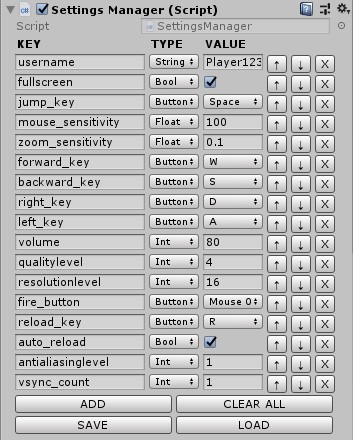 Settings Manager (Script)
Script SettingsManager
KEY TYPE VALUE
username String Player123 ↑ ↓ X
fullscreen Bool ↑ ↓ X
jump_key Button Space ↑ ↓ X
mouse_sensitivity Float 100 ↑ ↓ X
zoom_sensitivity Float 0.1 ↑ ↓ X
forward_key Button W ↑ ↓ X
backward_key Button S ↑ ↓ X
right_key Button D ↑ ↓ X
left_key Button A ↑ ↓ X
volume Int 80 ↑ ↓ X
qualitylevel Int 4 ↑ ↓ X
resolutionlevel Int 16 ↑ ↓ X
fire_button Button Mouse 0 ↑ ↓ X
reload_key Button R ↑ ↓ X
auto_reload Bool ↑ ↓ X
antialiasinglevel Int 1 ↑ ↓ X
vsync_count Int 1 ↑ ↓ X
ADD CLEAR ALL
SAVE LOAD